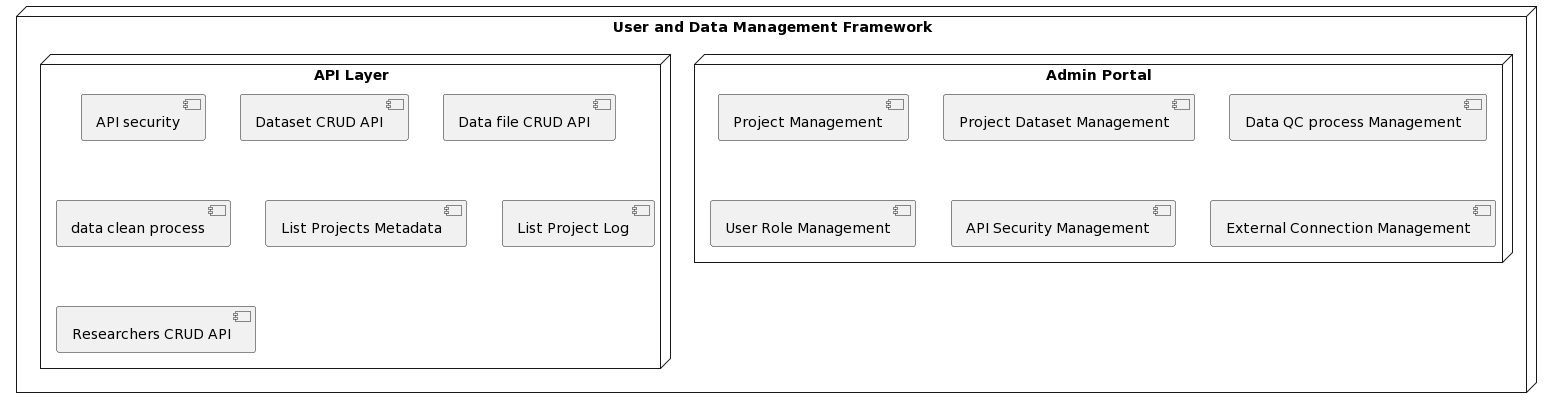 User and Data Management Framework
API Layer
API security
Dataset CRUD API
Data file CRUD API
data clean process
List Projects Metadata
List Project Log
Researchers CRUD API
Admin Portal
Project Management
Project Dataset Management
Data QC process Management
User Role Management
API Security Management
External Connection Management